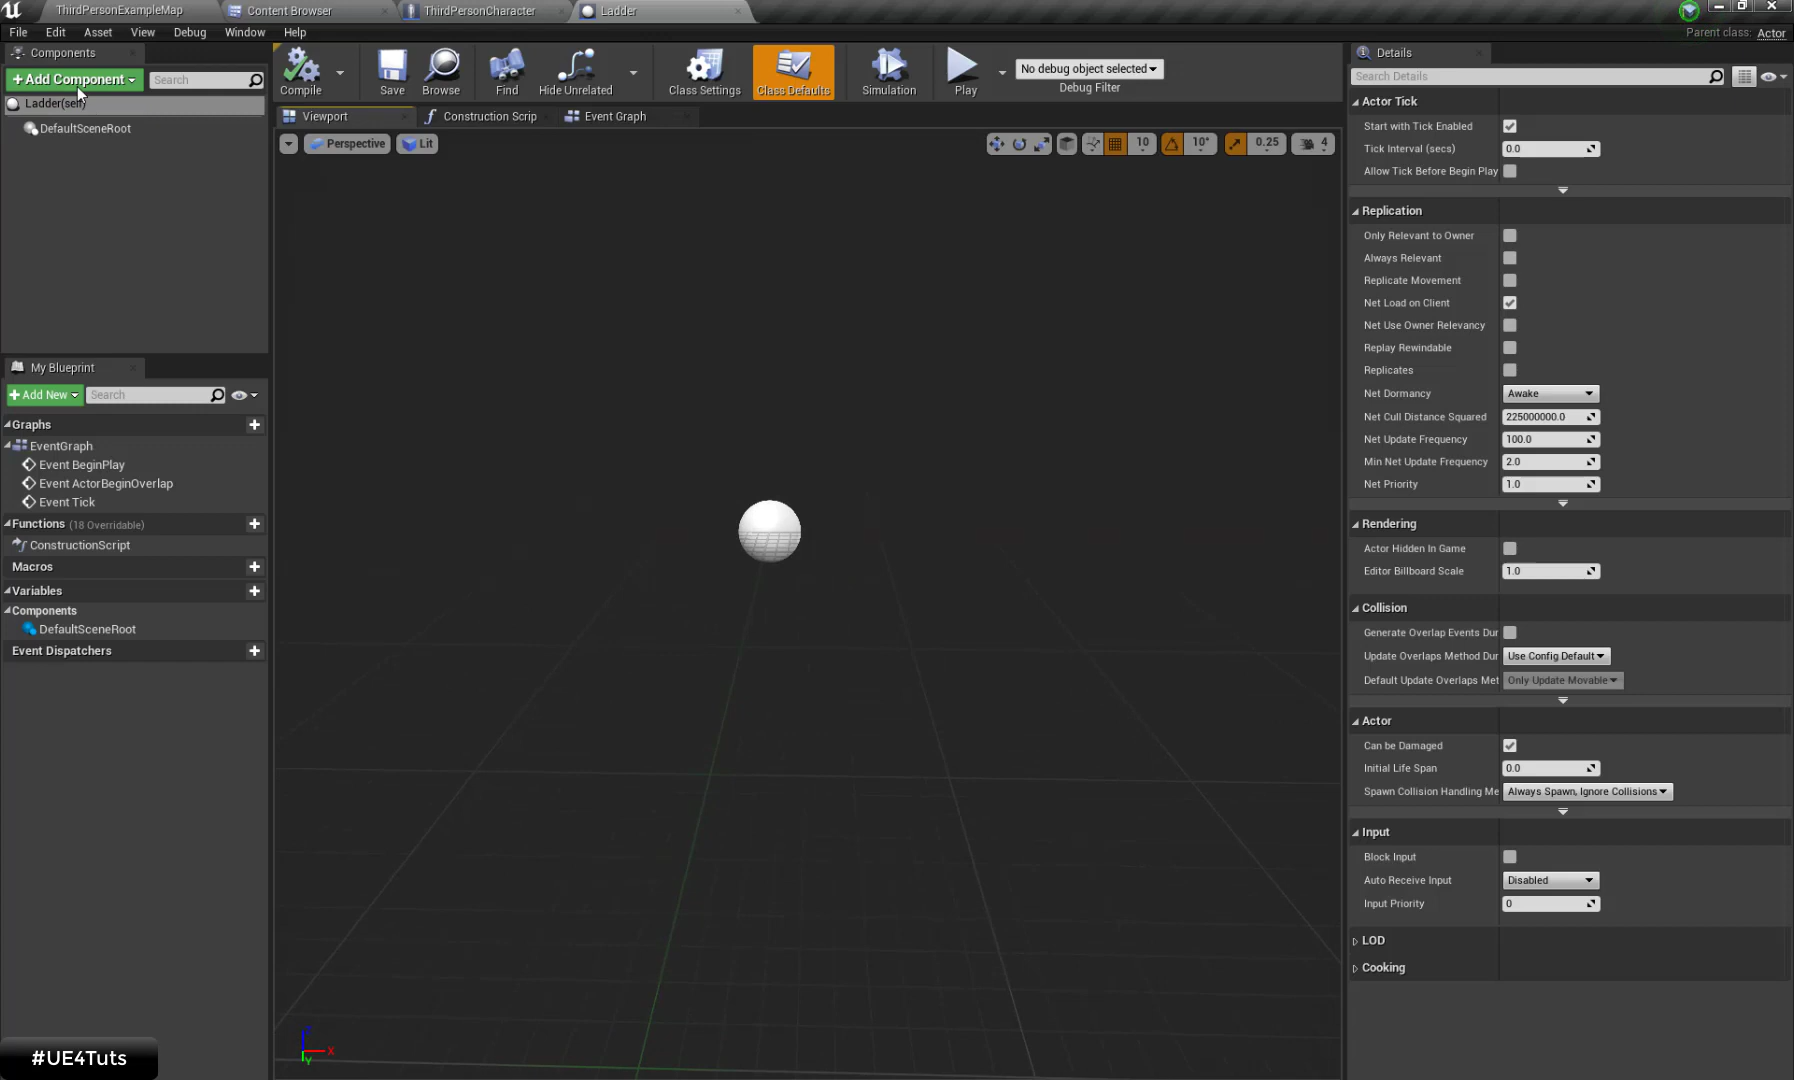 ThirdPersonExampleMap
Content Browser
ThirdPersonCharacter
Ladder
File Edit Asset View Debug Window Help
Parent class: Actor
Components
+Add Component
Search
Ladder(self)
DefaultSceneRoot
Compile
Save
Browse
Find
Hide Unrelated
Class Settings
Class Defaults
Simulation
Play
No debug object selected
Debug Filter
Viewport
Construction Scrip
Event Graph
Perspective
Lit
10
10°
0.25
4
My Blueprint
+Add New
Search
Graphs
EventGraph
Event BeginPlay
Event ActorBeginOverlap
Event Tick
Functions (18 Overridable)
ConstructionScript
Macros
Variables
Components
DefaultSceneRoot
Event Dispatchers
X
Y
#UE4Tuts
Details
Search Details
Actor Tick
Start with Tick Enabled
Tick Interval (secs) 0.0
Allow Tick Before Begin Play
Replication
Only Relevant to Owner
Always Relevant
Replicate Movement
Net Load on Client
Net Use Owner Relevancy
Replay Rewindable
Replicates
Net Dormancy Awake
Net Cull Distance Squared 225000000.0
Net Update Frequency 100.0
Min Net Update Frequency 2.0
Net Priority 1.0
Rendering
Actor Hidden In Game
Editor Billboard Scale 1.0
Collision
Generate Overlap Events Dur
Update Overlaps Method Dur Use Config Default
Default Update Overlaps Met Only Update Movable
Actor
Can be Damaged
Initial Life Span 0.0
Spawn Collision Handling Me Always Spawn, Ignore Collisions
Input
Block Input
Auto Receive Input Disabled
Input Priority 0
LOD
Cooking